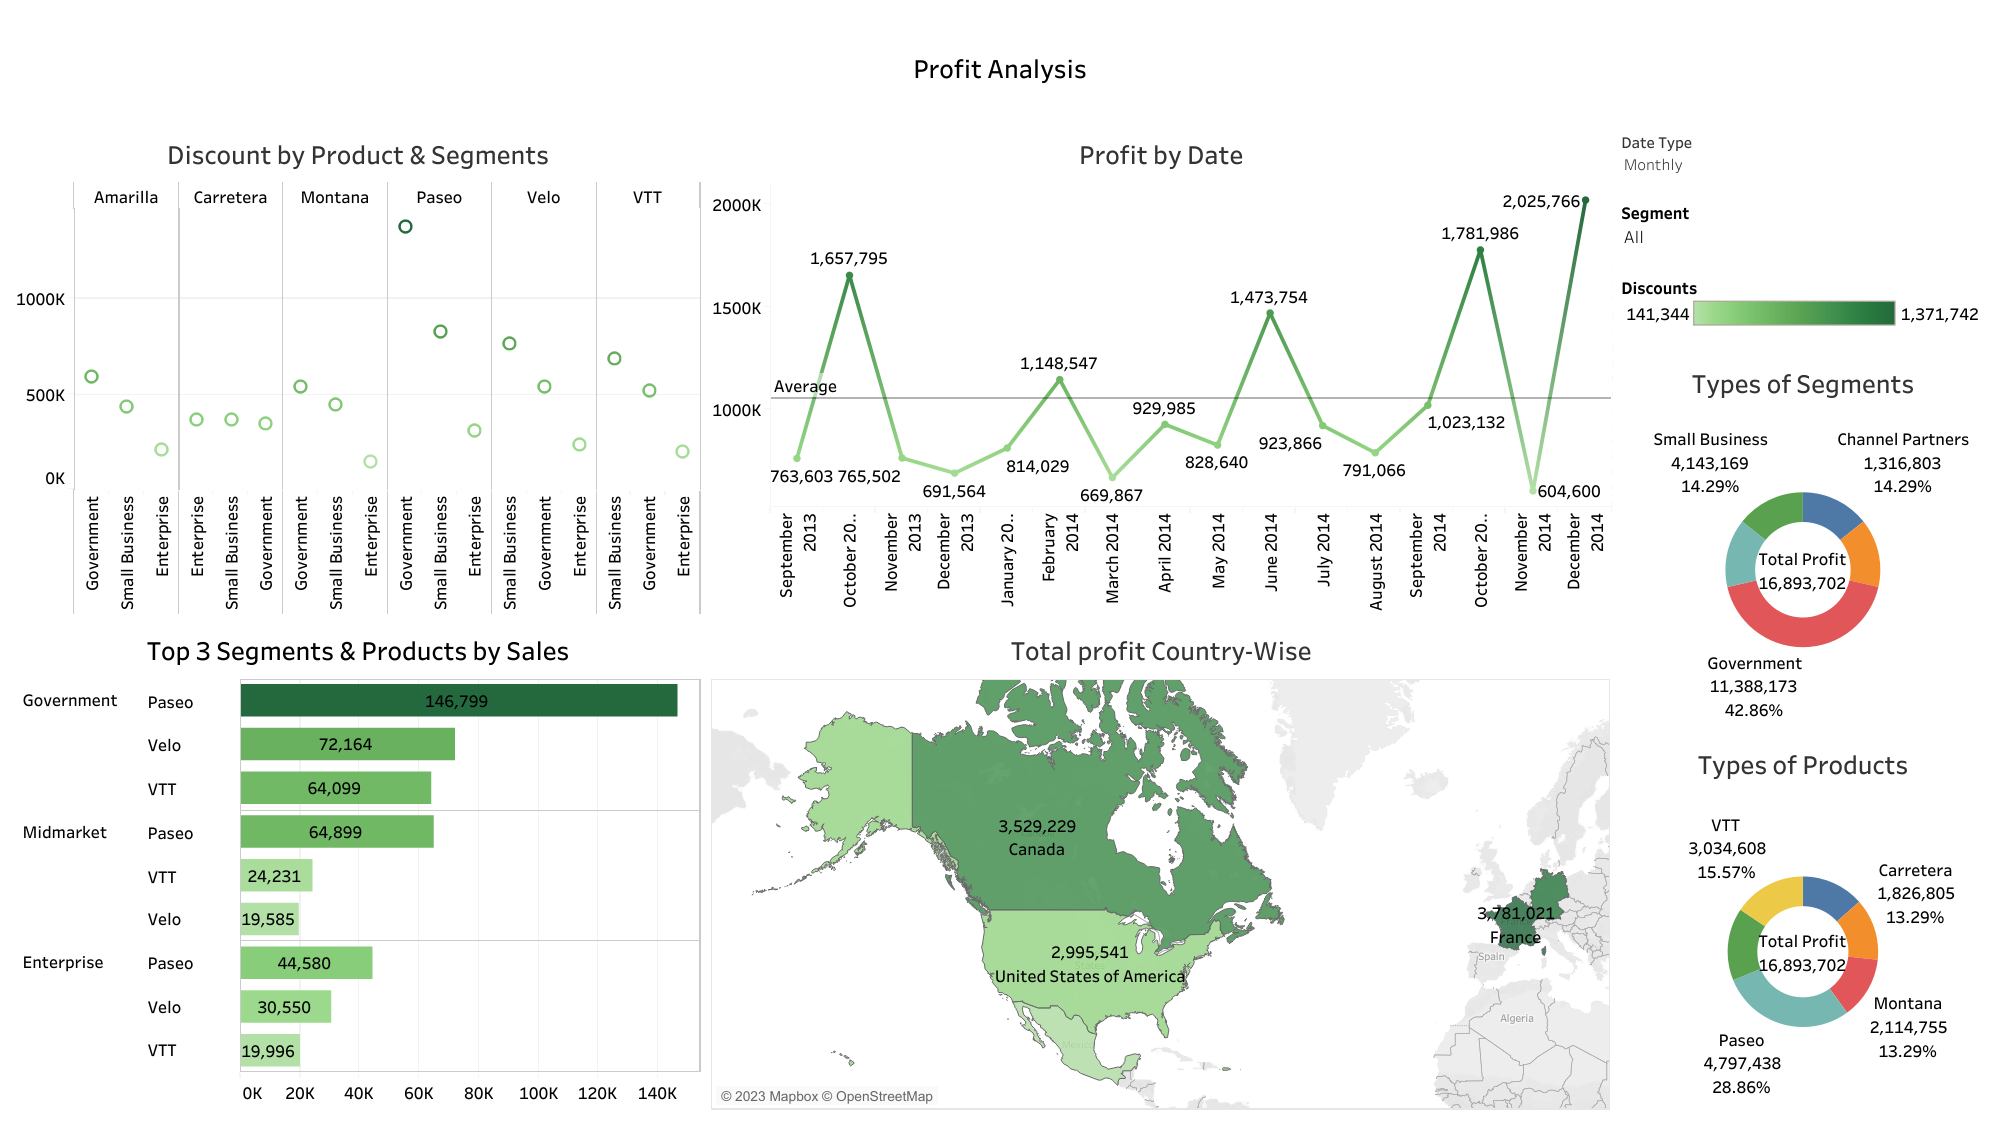 Profit Analysis
Discount by Product & Segments
Amarilla
Carretera
Montana
Paseo
Velo
VTT
1000K
500K
0K
Government
Small Business
Enterprise
Enterprise
Small Business
Government
Government
Small Business
Enterprise
Government
Small Business
Enterprise
Small Business
Government
Enterprise
Small Business
Government
Enterprise
Profit by Date
2000K
1500K
1000K
Average
763,603
1,657,795
765,502
691,564
814,029
1,148,547
669,867
929,985
828,640
1,473,754
923,866
791,066
1,023,132
1,781,986
604,600
2,025,766
September
2013
October 20..
November
2013
December
2013
January 20..
February
2014
March 2014
April 2014
May 2014
June 2014
July 2014
August 2014
September
2014
October 20..
November
2014
December
2014
Date Type
Monthly
Segment
All
Discounts
141,344
1,371,742
Types of Segments
Small Business
4,143,169
14.29%
Channel Partners
1,316,803
14.29%
Total Profit
16,893,702
Government
11,388,173
42.86%
Top 3 Segments & Products by Sales
Government
Paseo
146,799
Velo
72,164
VTT
64,099
Midmarket
Paseo
64,899
VTT
24,231
Velo
19,585
Enterprise
Paseo
44,580
Velo
30,550
VTT
19,996
0K
20K
40K
60K
80K
100K
120K
140K
Total profit Country-Wise
3,529,229
Canada
2,995,541
United States of America
Mexico
3,781,021
France
Spain
Algeria
© 2023 Mapbox © OpenStreetMap
Types of Products
VTT
3,034,608
15.57%
Carretera
1,826,805
13.29%
Total Profit
16,893,702
Montana
2,114,755
13.29%
Paseo
4,797,438
28.86%